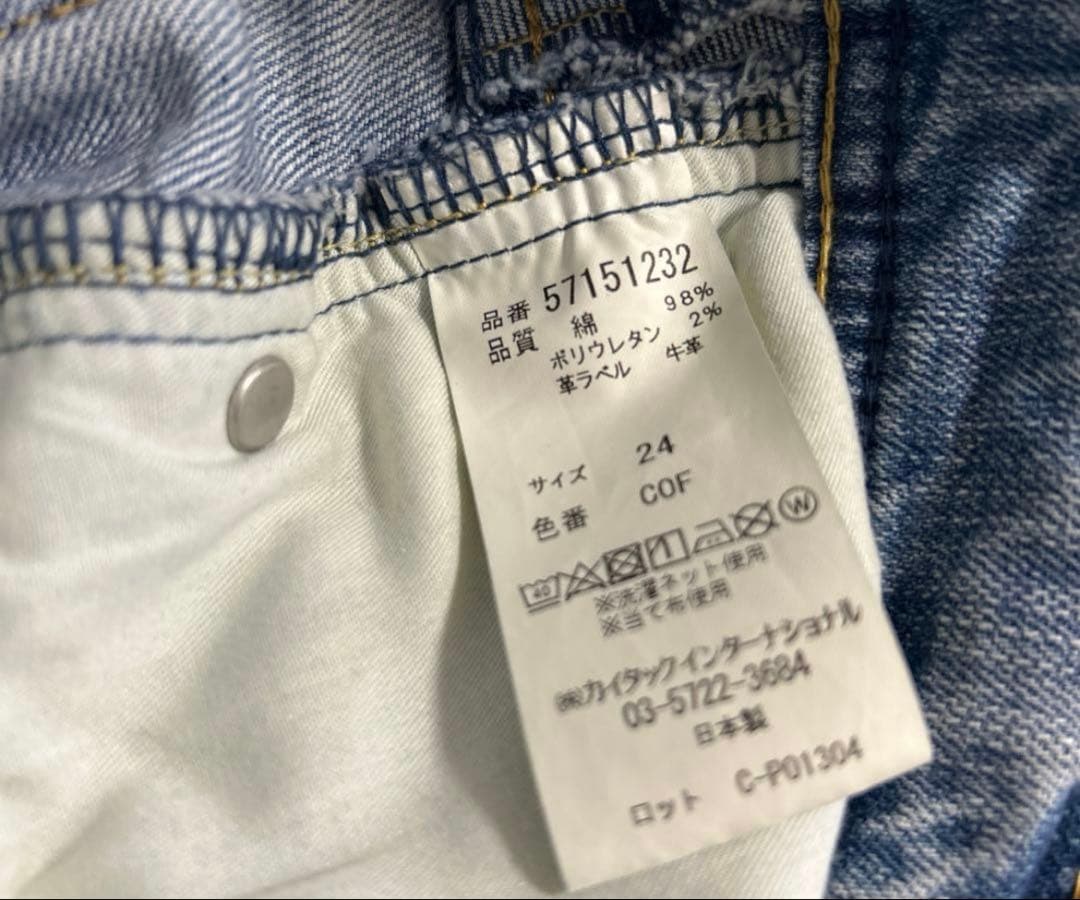 品番 57151232
品質 綿 98%
ポリウレタン 2%
革ラベル 牛革
サイズ 24
色番 COF
40 W
※洗濯ネット使用
※当て布使用
㈱カイタックインターナショナル
03-5722-3684
日本製
ロット C-P01304